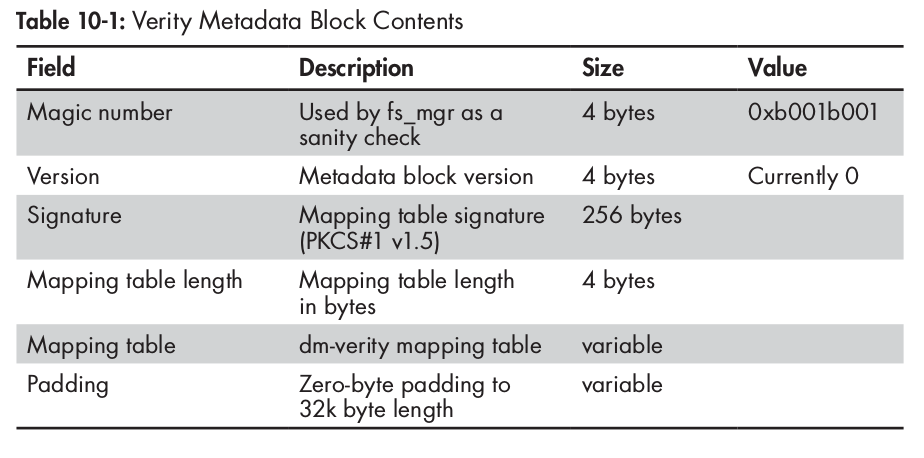 Table 10-1: Verity Metadata Block Contents
Field Description Size Value
Magic number Used by fs_mgr as a 4 bytes 0xb001b001
sanity check
Version Metadata block version 4 bytes Currently 0
Signature Mapping table signature 256 bytes
(PKCS#1 v1.5)
Mapping table length Mapping table length 4 bytes
in bytes
Mapping table dm-verity mapping table variable
Padding Zero-byte padding to variable
32k byte length